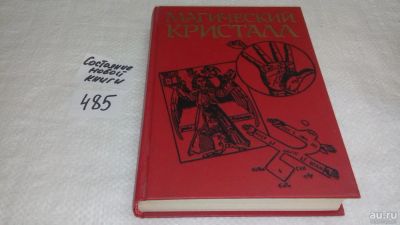 Состояние
новой
книги
485
МАГИЧЕСКИЙ
КРИСТАЛЛ
au.ru